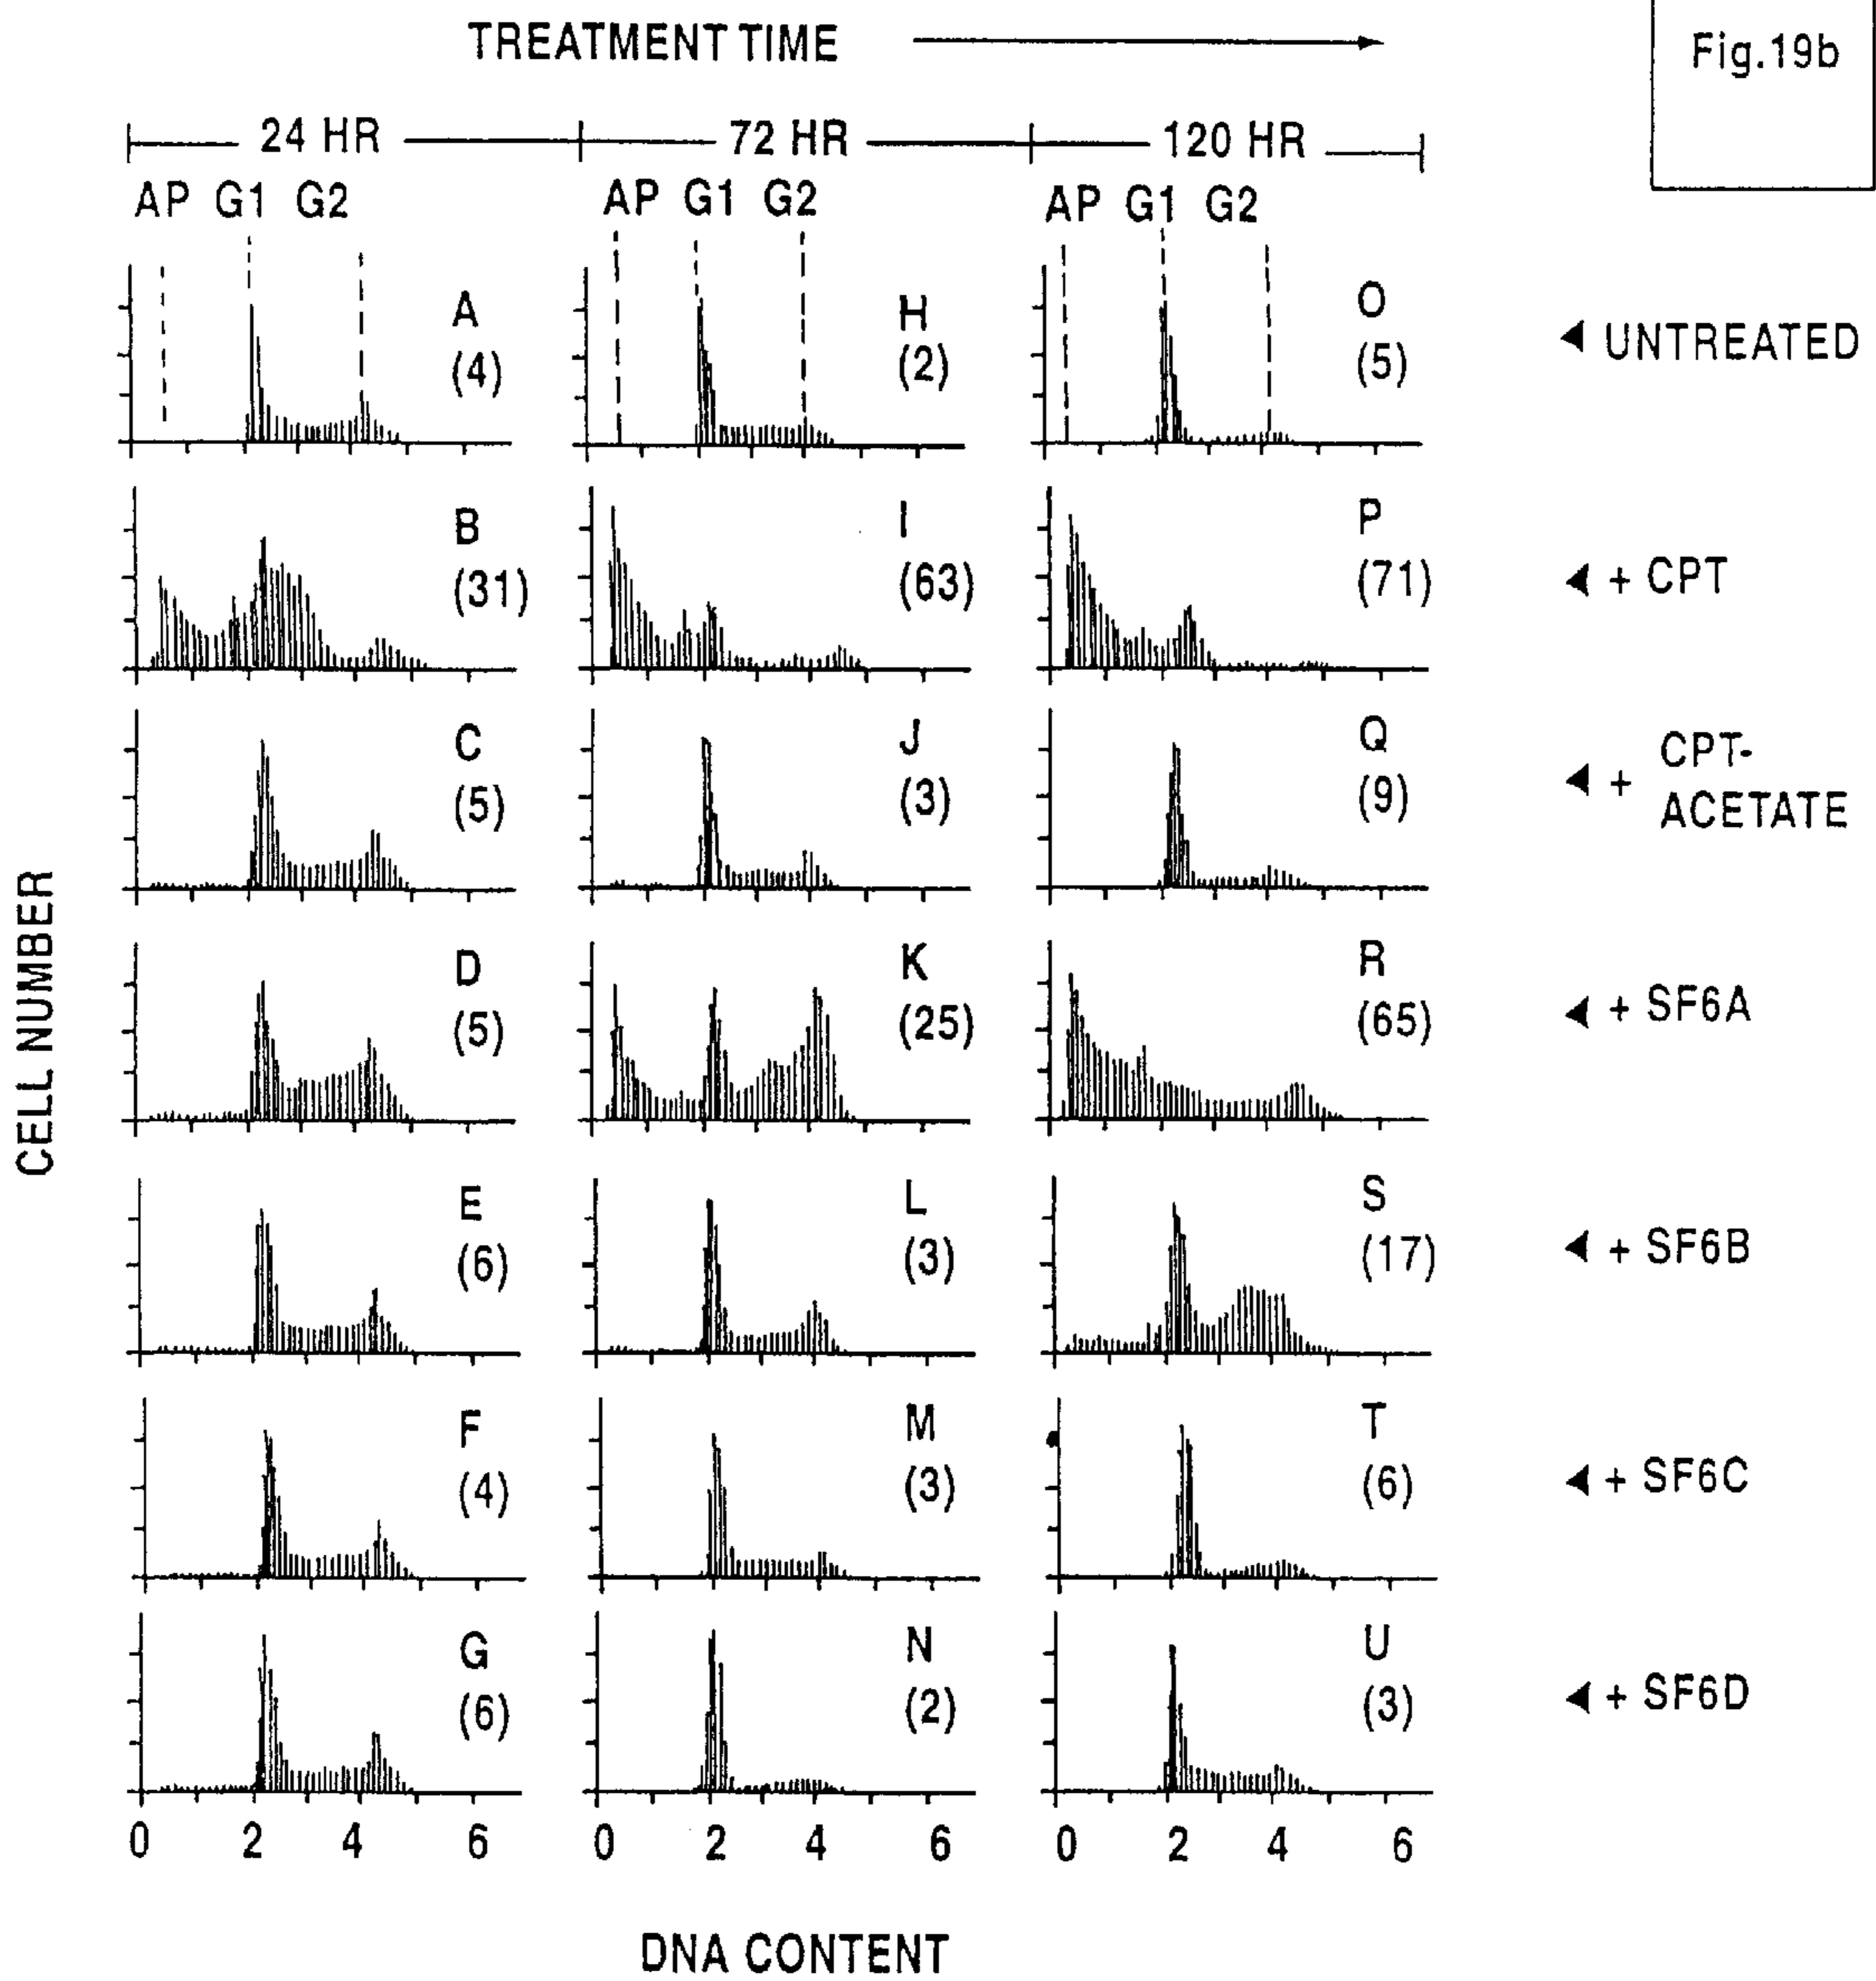 TREATMENT TIME
Fig.19b
24 HR 72 HR 120 HR
AP G1 G2 AP G1 G2 AP G1 G2
A H O
(4) (2) (5)
UNTREATED
B I P
(31) (63) (71)
+ CPT
C J Q
(5) (3) (9)
+ CPT-
ACETATE
D K R
(5) (25) (65)
+ SF6A
E L S
(6) (3) (17)
+ SF6B
F M T
(4) (3) (6)
+ SF6C
G N U
(6) (2) (3)
+ SF6D
0 2 4 6 0 2 4 6 0 2 4 6
CELL NUMBER
DNA CONTENT